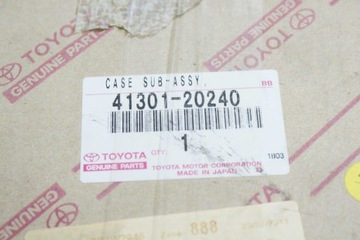 TOYOTA
GENUINE PARTS
CASE SUB-ASSY
BB
41301-20240
1
TOYOTA
GENUINE PARTS
QTY:
TOYOTA MOTOR CORPORATION
MADE IN JAPAN
1803
TOYOTA
GENUINE PARTS
888